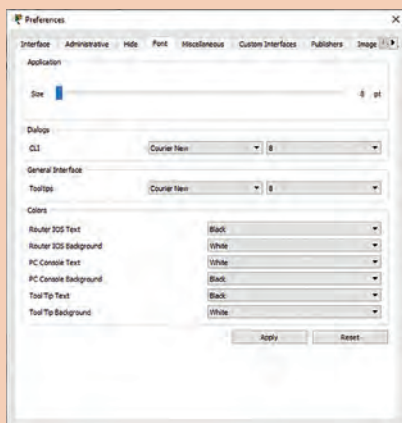 Preferences
Interface Administrative Hide Font Miscellaneous Custom Interfaces Publishers Image
Application
Size 8 pt
Dialogs
CLI Courier New 8
General Interface
Tooltips Courier New 8
Colors
Router IOS Text Black
Router IOS Background White
PC Console Text White
PC Console Background Black
Tool Tip Text Black
Tool Tip Background White
Apply Reset